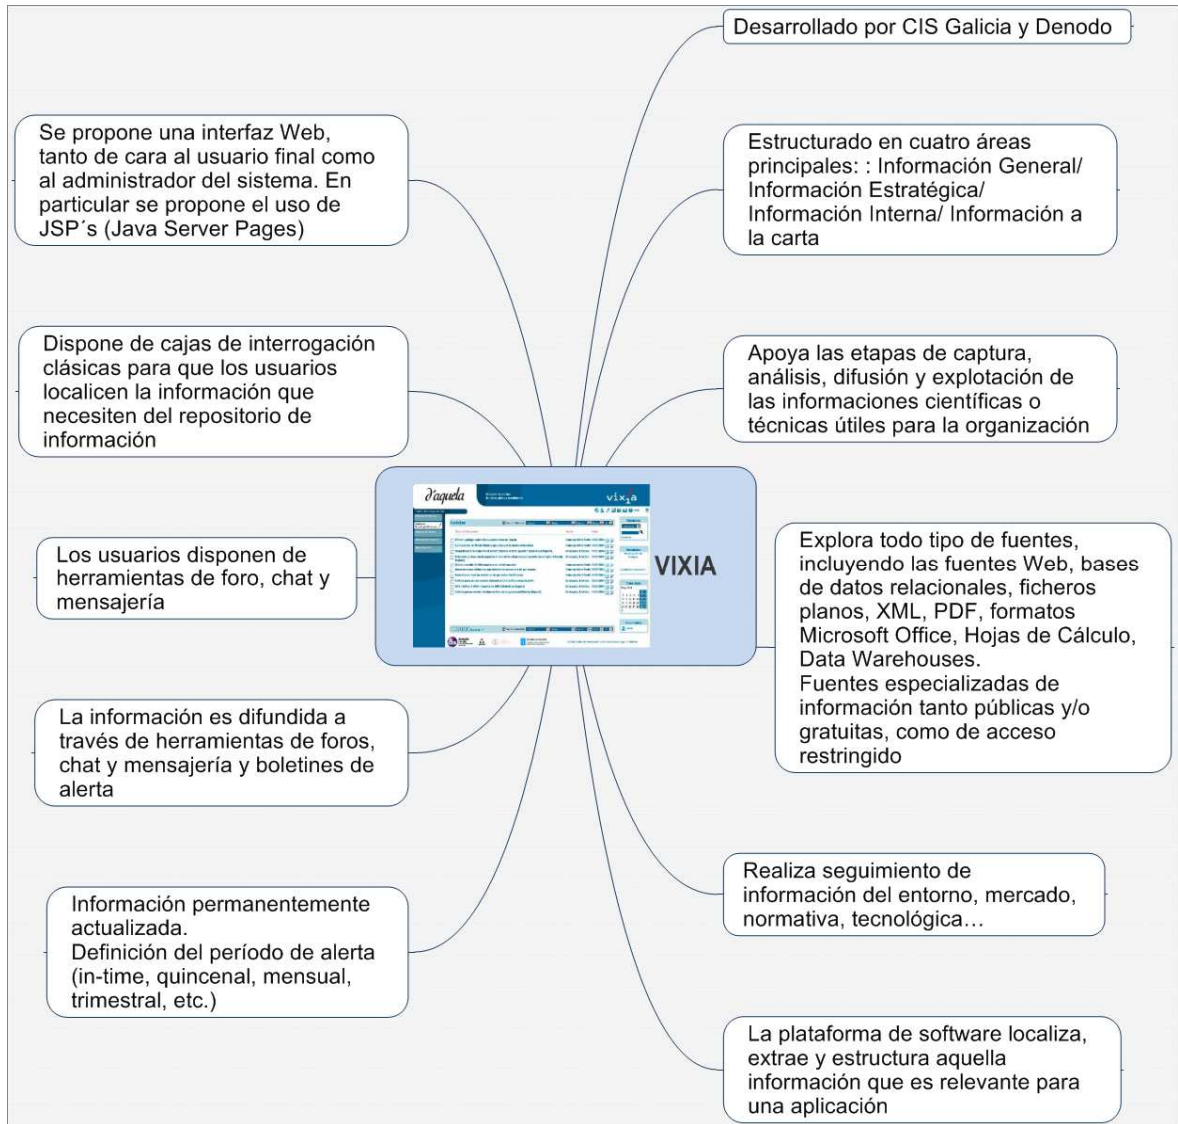 Desarrollado por CIS Galicia y Denodo
Se propone una interfaz Web,
tanto de cara al usuario final como
al administrador del sistema. En
particular se propone el uso de
JSP´s (Java Server Pages)
Estructurado en cuatro áreas
principales: : Información General/
Información Estratégica/
Información Interna/ Información a
la carta
Dispone de cajas de interrogación
clásicas para que los usuarios
localicen la información que
necesiten del repositorio de
información
Apoya las etapas de captura,
análisis, difusión y explotación de
las informaciones científicas o
técnicas útiles para la organización
d'aquela
vixia
VIXIA
Los usuarios disponen de
herramientas de foro, chat y
mensajería
Explora todo tipo de fuentes,
incluyendo las fuentes Web, bases
de datos relacionales, ficheros
planos, XML, PDF, formatos
Microsoft Office, Hojas de Cálculo,
Data Warehouses.
Fuentes especializadas de
información tanto públicas y/o
gratuitas, como de acceso
restringido
La información es difundida a
través de herramientas de foros,
chat y mensajería y boletines de
alerta
Realiza seguimiento de
información del entorno, mercado,
normativa, tecnológica…
Información permanentemente
actualizada.
Definición del período de alerta
(in-time, quincenal, mensual,
trimestral, etc.)
La plataforma de software localiza,
extrae y estructura aquella
información que es relevante para
una aplicación